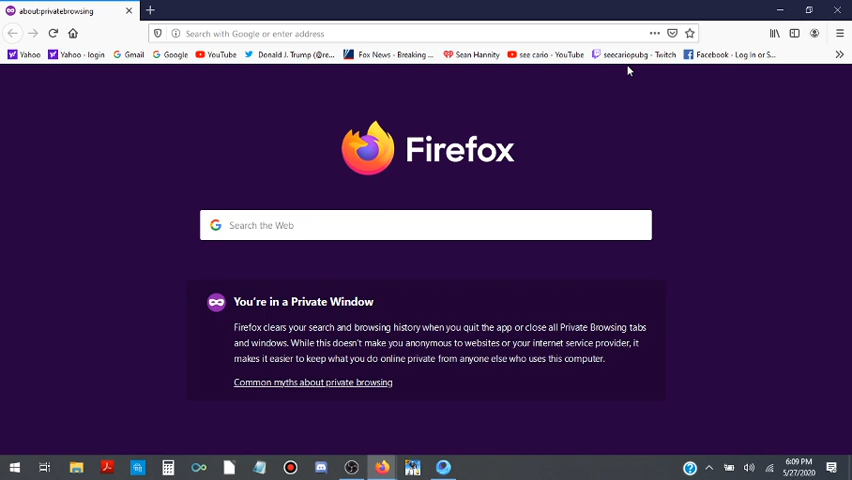 about:privatebrowsing
Search with Google or enter address
Yahoo Yahoo - login Gmail Google YouTube Donald J. Trump (@re... Fox News - Breaking ... Sean Hannity see cario - YouTube seecariopubg - Twitch Facebook - Log In or S...
Firefox
Search the Web
You're in a Private Window
Firefox clears your search and browsing history when you quit the app or close all Private Browsing tabs
and windows. While this doesn't make you anonymous to websites or your internet service provider, it
makes it easier to keep what you do online private from anyone else who uses this computer.
Common myths about private browsing
6:09 PM
5/27/2020